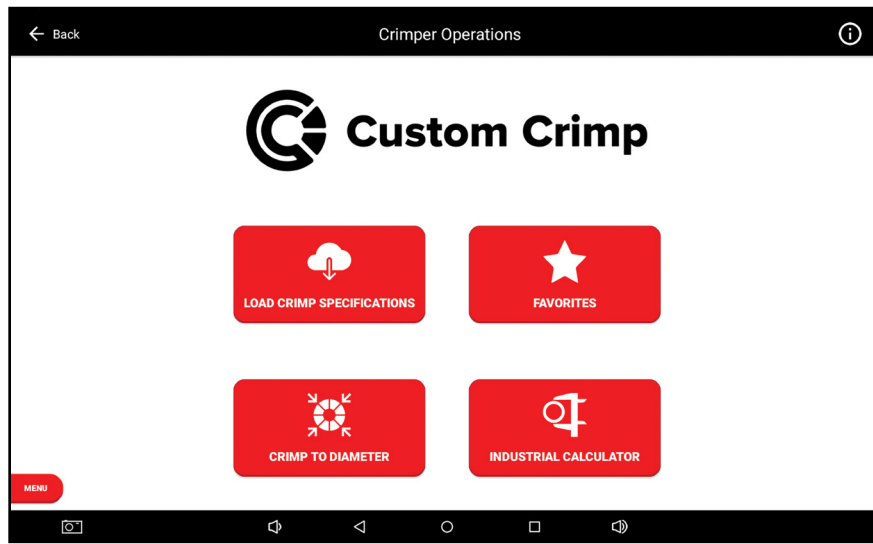 Back
Crimper Operations
Custom Crimp
LOAD CRIMP SPECIFICATIONS
FAVORITES
CRIMP TO DIAMETER
INDUSTRIAL CALCULATOR
MENU